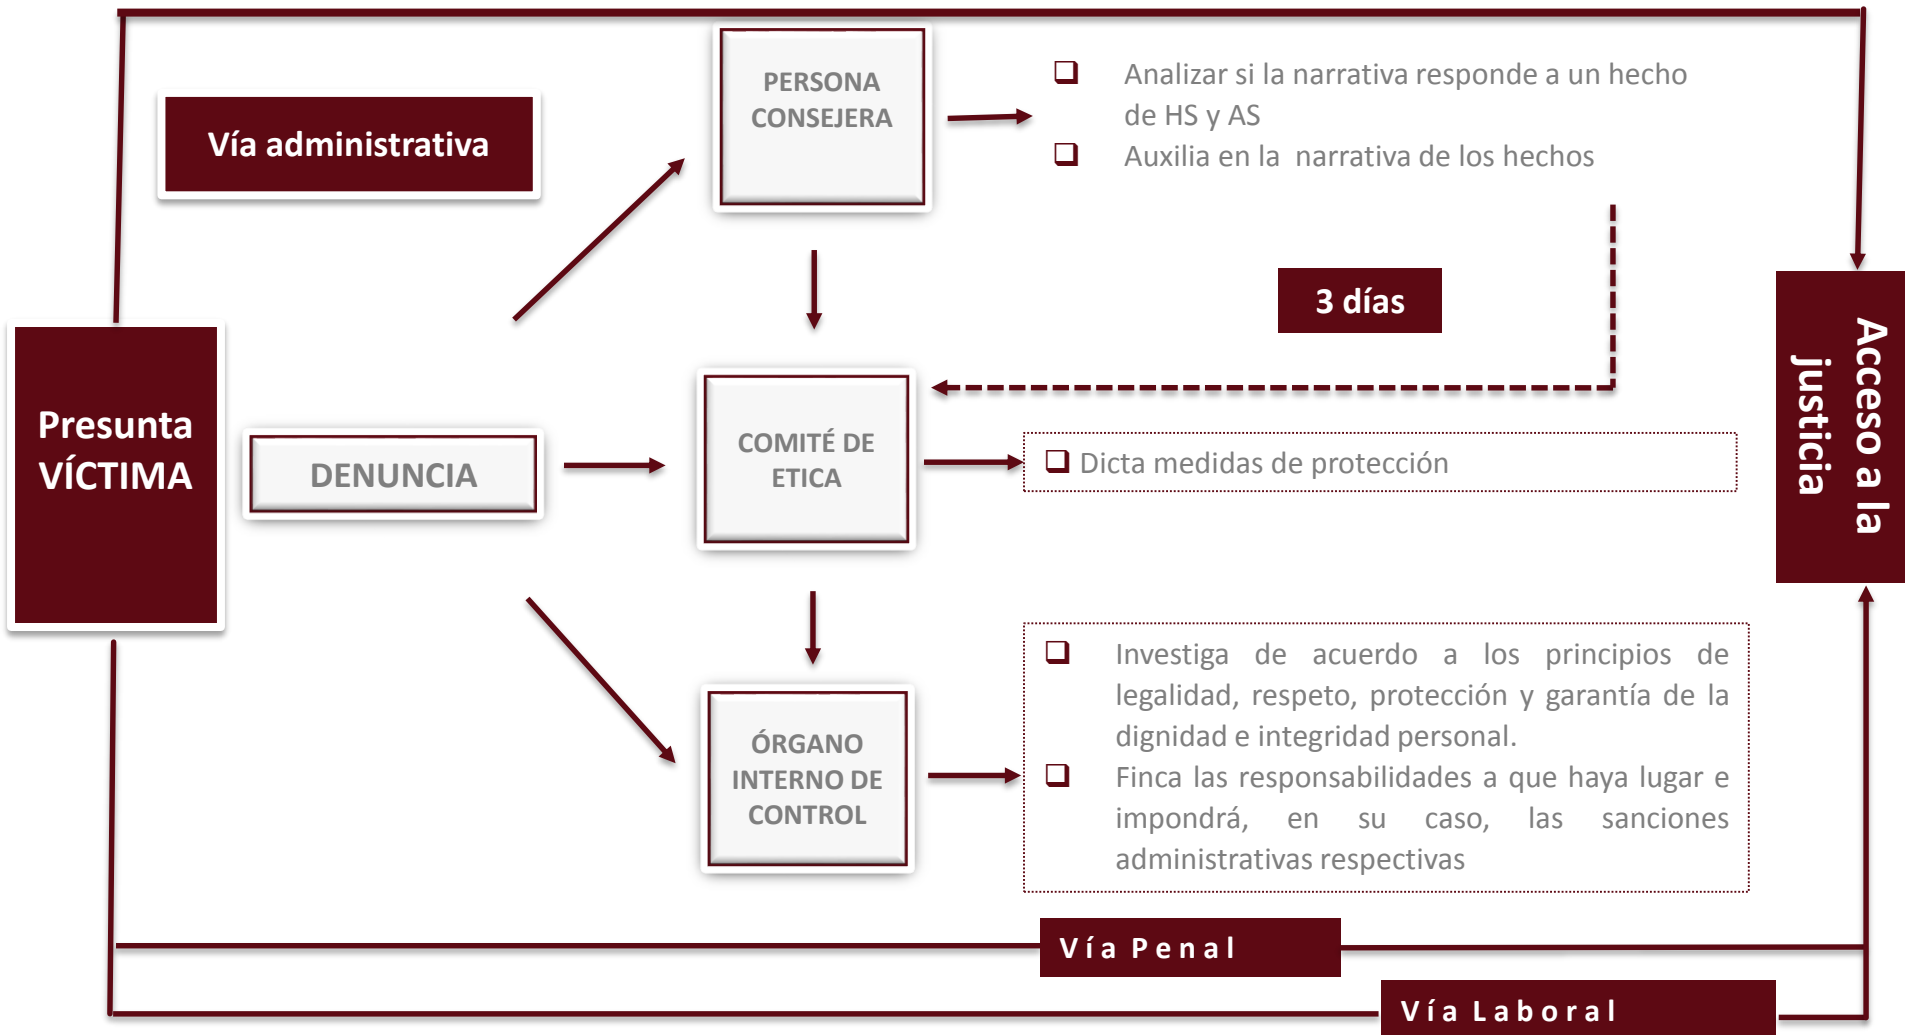 Vía administrativa
PERSONA
CONSEJERA
Analizar si la narrativa responde a un hecho
de HS y AS
Auxilia en la narrativa de los hechos
3 días
Presunta
VÍCTIMA
DENUNCIA
COMITÉ DE
ETICA
Dicta medidas de protección
Acceso a la
justicia
ÓRGANO
INTERNO DE
CONTROL
Investiga de acuerdo a los principios de
legalidad, respeto, protección y garantía de la
dignidad e integridad personal.
Finca las responsabilidades a que haya lugar e
impondrá, en su caso, las sanciones
administrativas respectivas
Vía Penal
Vía Laboral